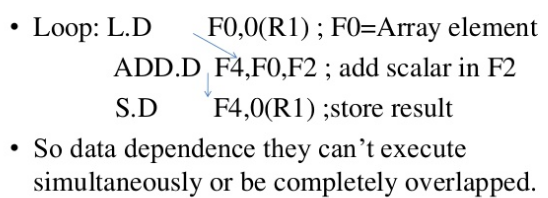 • Loop: L.D F0,0(R1) ; F0=Array element
ADD.D F4,F0,F2 ; add scalar in F2
S.D F4,0(R1) ;store result
• So data dependence they can’t execute
simultaneously or be completely overlapped.